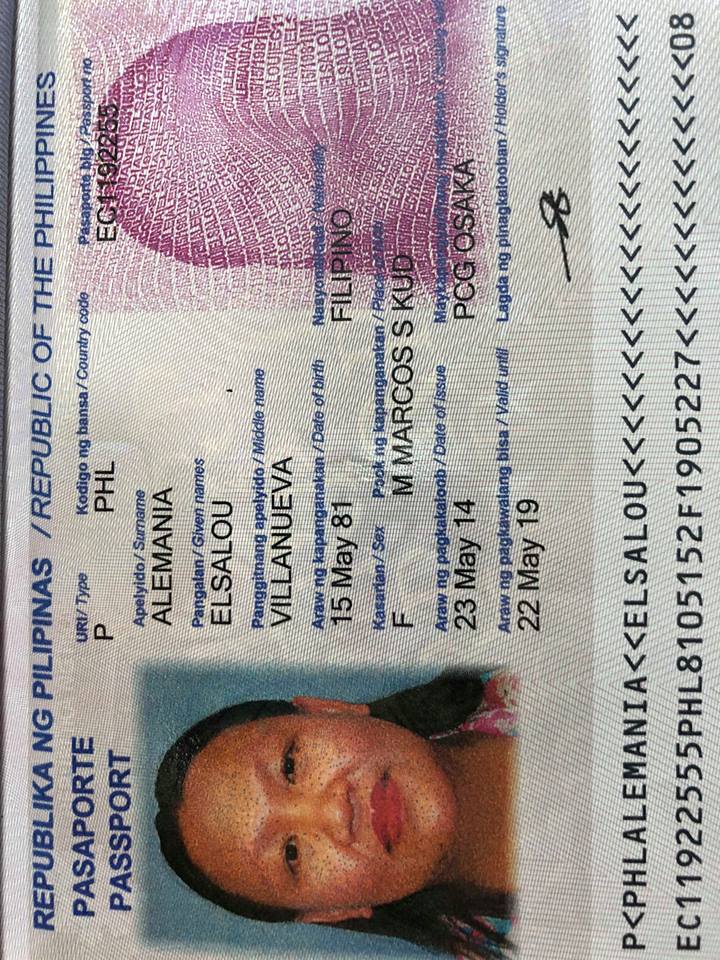 REPUBLIKA NG PILIPINAS / REPUBLIC OF THE PHILIPPINES
PASAPORTE
PASSPORT
URI/ Type Kodigo ng bansa / Country code Pasaporte blg / Passport no
P PHL EC1192255
Apelyido / Surname
ALEMANIA
Pangalan / Given names
ELSALOU
Panggitnang apelyido / Middle name
VILLANUEVA
Araw ng kapanganakan / Date of birth Nasyonalidad / Nationality
15 May 81 FILIPINO
Kasarian / Sex Pook ng kapanganakan / Place of birth
F M MARCOS S KUD
Araw ng pagkakaloob / Date of issue
23 May 14 PCG OSAKA
Araw ng pagkawalang bisa / Valid until Lagda ng pinagkalooban / Holder's signature
22 May 19
P<PHLALEMANIA<<ELSALOU<<<<<<<<<<<<<<<<<<<<<<
EC11922555PHL8105152F1905227<<<<<<<<<<<<<<08